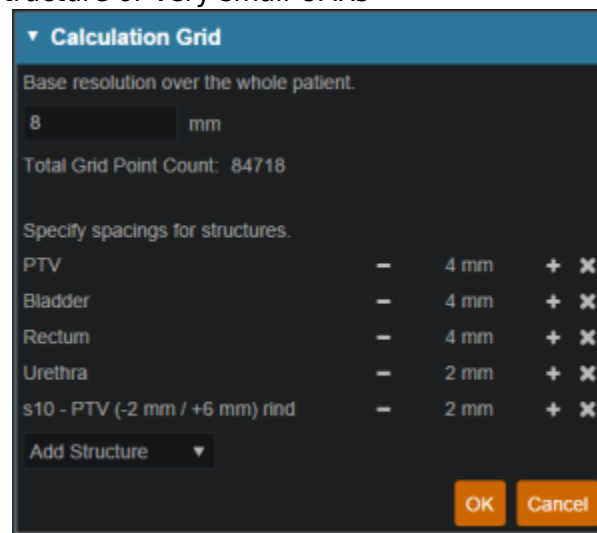 ▼ Calculation Grid
Base resolution over the whole patient.
8 mm
Total Grid Point Count: 84718
Specify spacings for structures.
PTV − 4 mm + ×
Bladder − 4 mm + ×
Rectum − 4 mm + ×
Urethra − 2 mm + ×
s10 - PTV (-2 mm / +6 mm) rind − 2 mm + ×
Add Structure ▼
OK Cancel